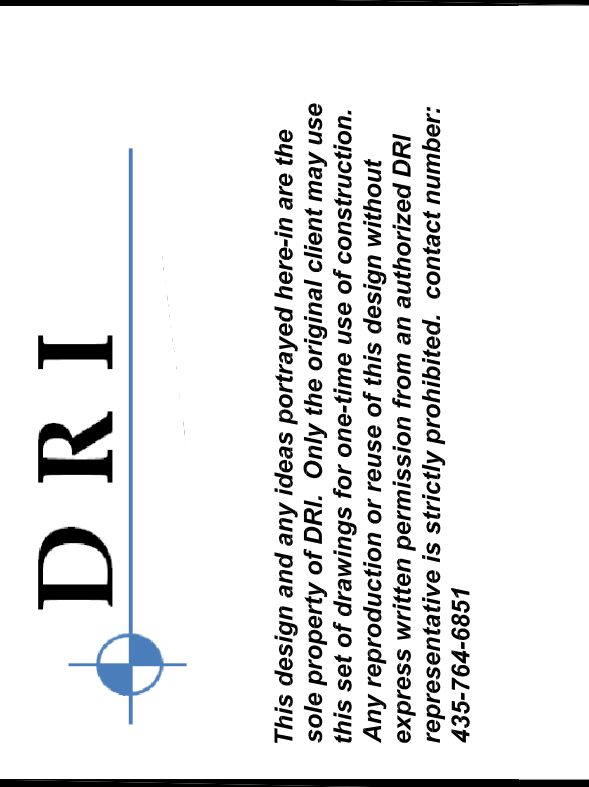 D R I
This design and any ideas portrayed here-in are the
sole property of DRI.  Only the original client may use
this set of drawings for one-time use of construction.
Any reproduction or reuse of this design without
express written permission from an authorized DRI
representative is strictly prohibited.  contact number:
435-764-6851